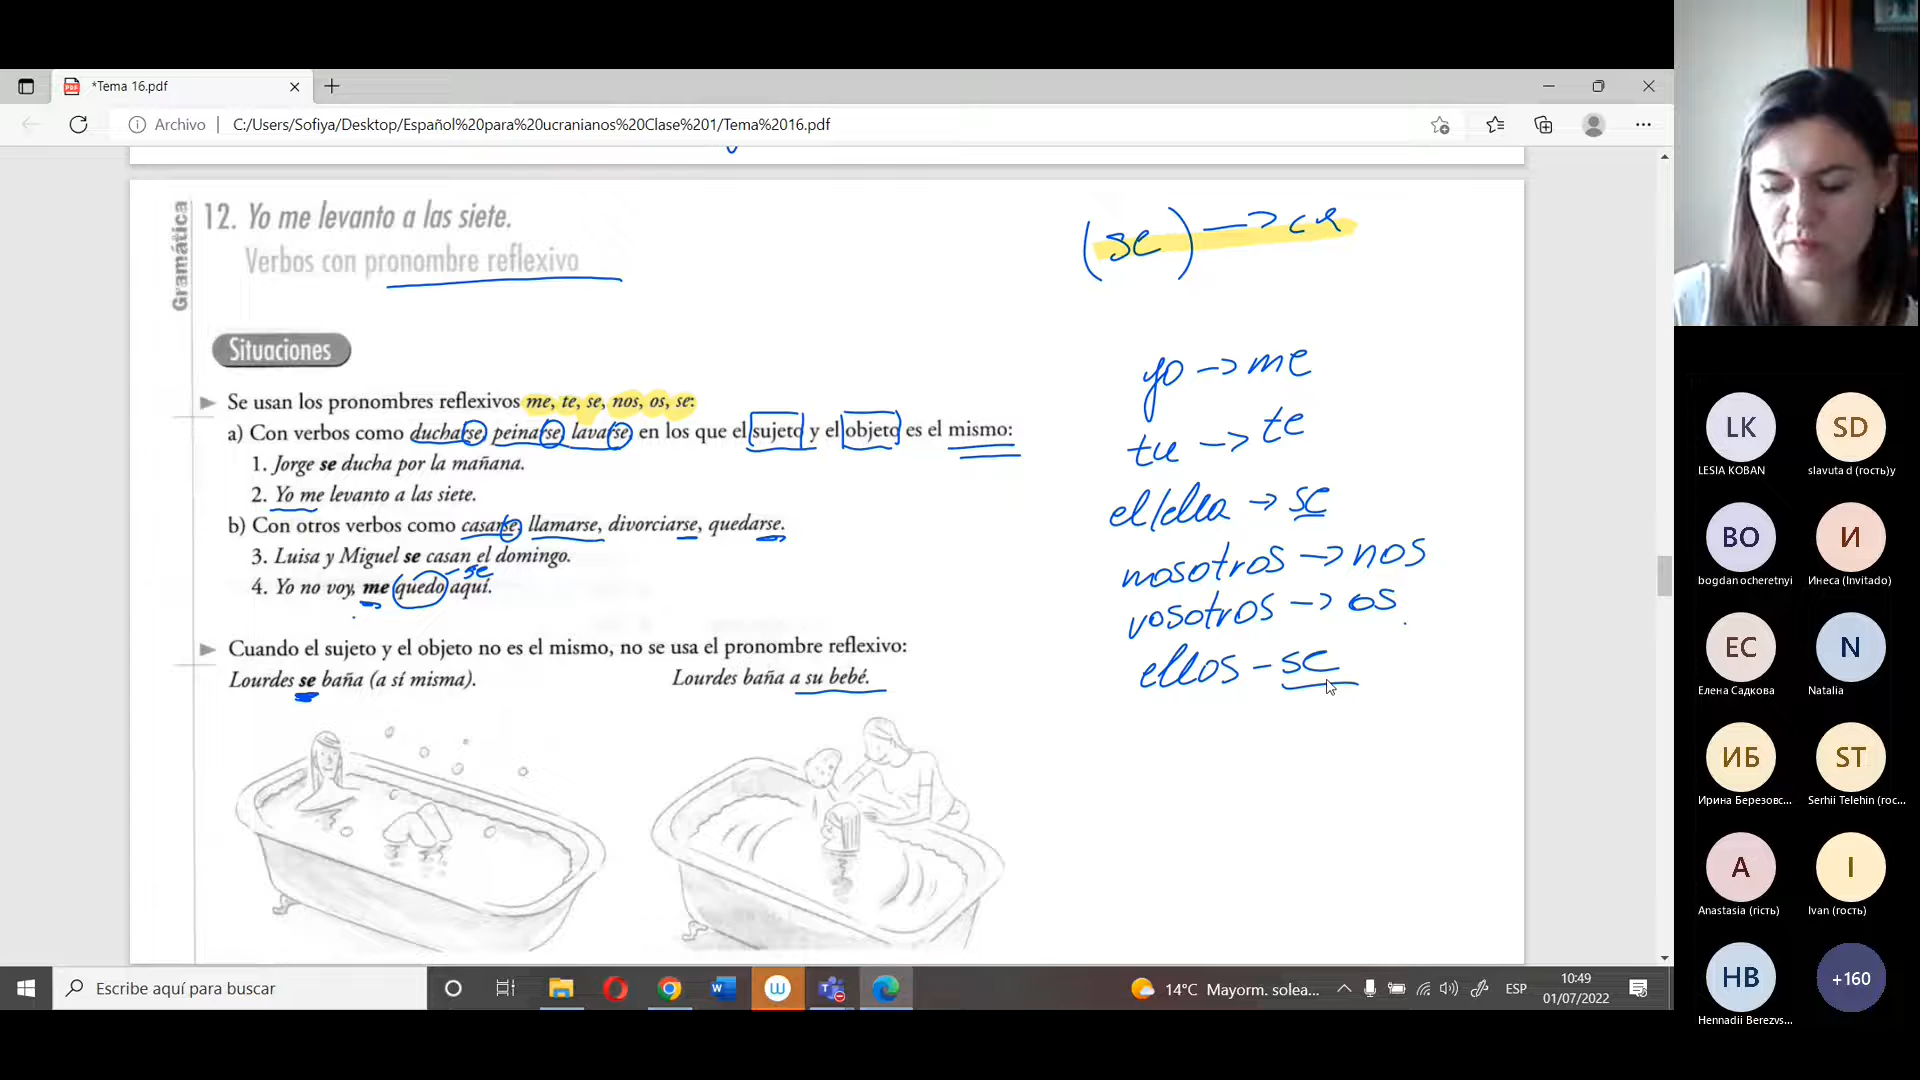 *Tema 16.pdf
Archivo | C:/Users/Sofiya/Desktop/Español%20para%20ucranianos%20Clase%201/Tema%2016.pdf
Gramática
12. Yo me levanto a las siete.
Verbos con pronombre reflexivo
(se) -> ся
Situaciones
Se usan los pronombres reflexivos me, te, se, nos, os, se:
a) Con verbos como ducharse, peinarse, lavarse, en los que el sujeto y el objeto es el mismo:
1. Jorge se ducha por la mañana.
2. Yo me levanto a las siete.
b) Con otros verbos como casarse, llamarse, divorciarse, quedarse.
3. Luisa y Miguel se casan el domingo.
se
4. Yo no voy, me quedo aquí.
Cuando el sujeto y el objeto no es el mismo, no se usa el pronombre reflexivo:
Lourdes se baña (a sí misma).
Lourdes baña a su bebé.
yo -> me
tu -> te
el/ella -> se
nosotros -> nos
vosotros -> os
ellos - se
LK
LESIA KOBAN
SD
slavuta d (гость)y
BO
bogdan ocheretnyi
И
Инеса (Invitado)
EC
Елена Садкова
N
Natalia
ИБ
Ирина Березовс...
ST
Serhii Telehin (гос...
A
Anastasia (гість)
I
Ivan (гость)
HB
Hennadii Berezvs...
+160
Escribe aquí para buscar
14°C Mayorm. solea...
ESP
10:49
01/07/2022